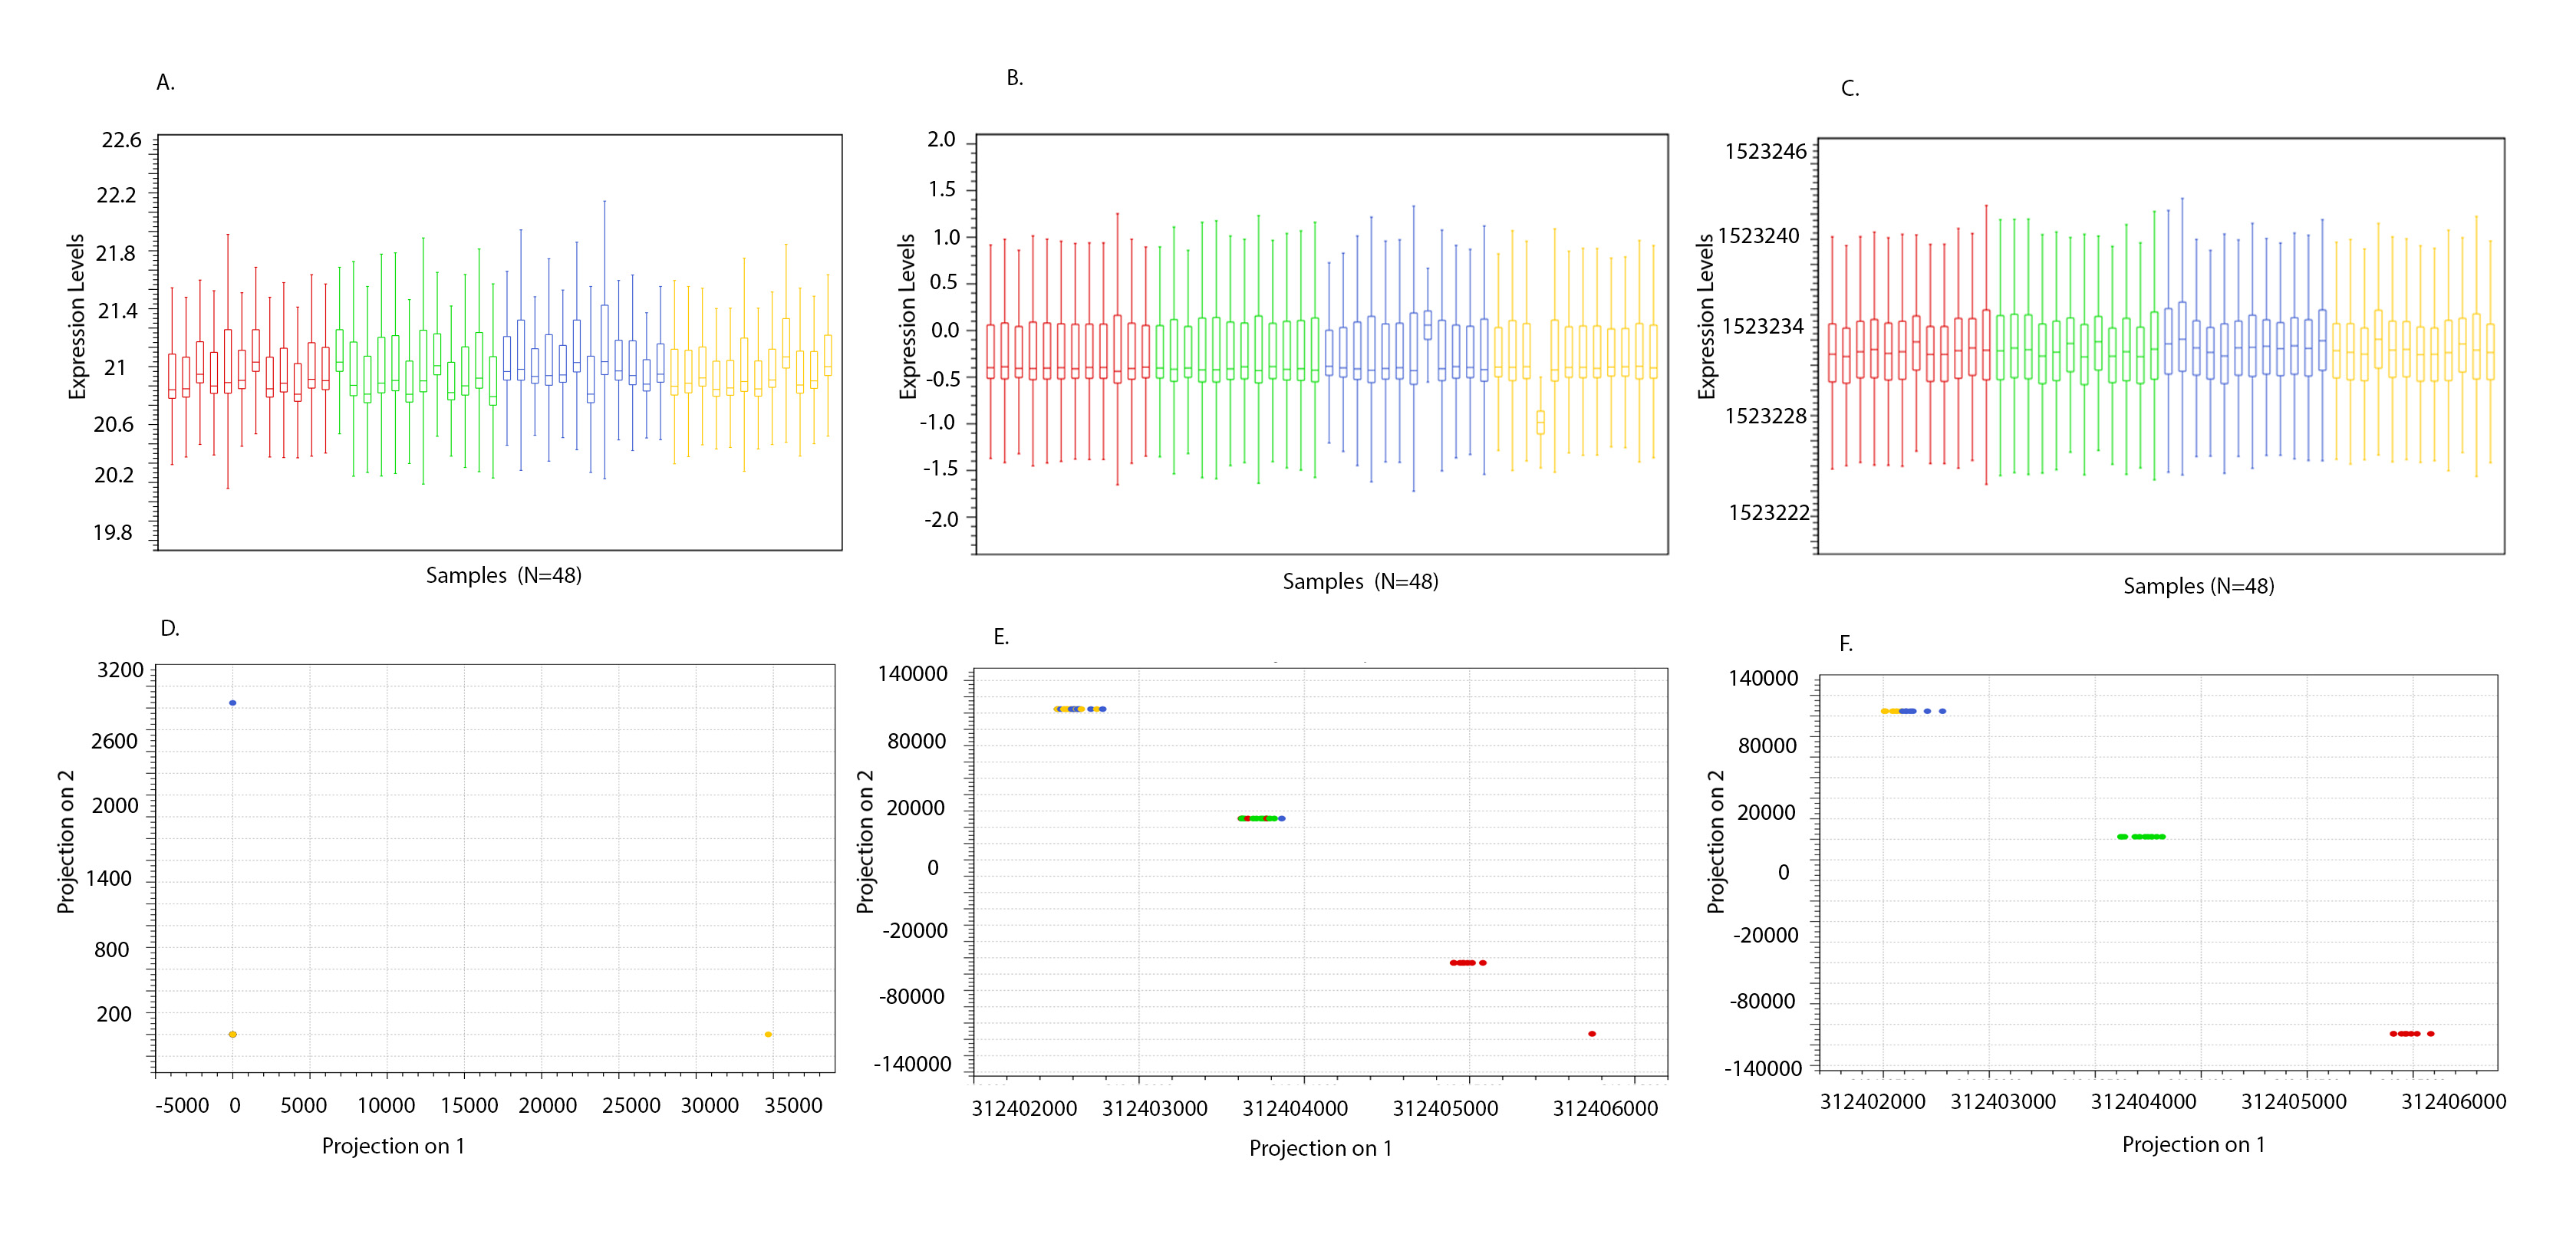 A.
B.
C.
22.6
22.2
21.8
21.4
21
20.6
20.2
19.8
Expression Levels
Samples (N=48)
2.0
1.5
1.0
0.5
0.0
-0.5
-1.0
-1.5
-2.0
Expression Levels
Samples (N=48)
1523246
1523240
1523234
1523228
1523222
Expression Levels
Samples (N=48)
D.
E.
F.
3200
2600
2000
1400
800
200
Projection on 2
-5000 0 5000 10000 15000 20000 25000 30000 35000
Projection on 1
140000
80000
20000
0
-20000
-80000
-140000
Projection on 2
312402000 312403000 312404000 312405000 312406000
Projection on 1
140000
80000
20000
0
-20000
-80000
-140000
Projection on 2
312402000 312403000 312404000 312405000 312406000
Projection on 1